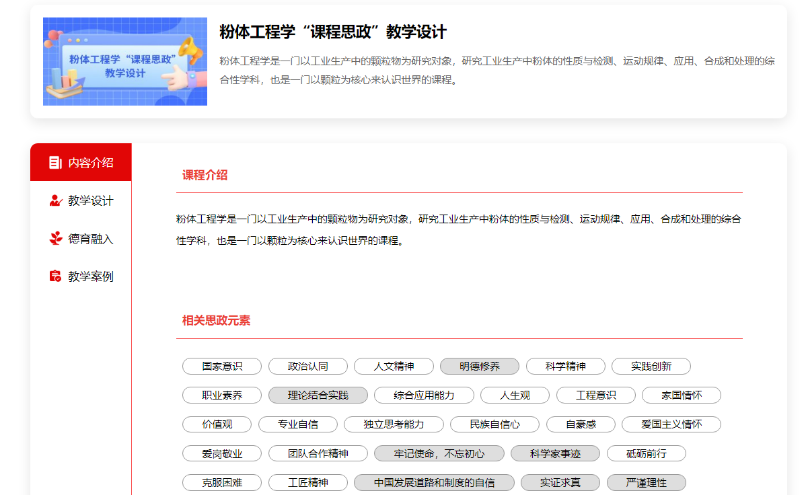 粉体工程学“课程思政”
教学设计
粉体工程学“课程思政”教学设计
粉体工程学是一门以工业生产中的颗粒物为研究对象，研究工业生产中粉体的性质与检测、运动规律、应用、合成和处理的综
合性学科，也是一门以颗粒为核心来认识世界的课程。
内容介绍
教学设计
德育融入
教学案例
课程介绍
粉体工程学是一门以工业生产中的颗粒物为研究对象，研究工业生产中粉体的性质与检测、运动规律、应用、合成和处理的综合
性学科，也是一门以颗粒为核心来认识世界的课程。
相关思政元素
国家意识 政治认同 人文精神 明德修养 科学精神 实践创新
职业素养 理论结合实践 综合应用能力 人生观 工程意识 家国情怀
价值观 专业自信 独立思考能力 民族自信心 自豪感 爱国主义情怀
爱岗敬业 团队合作精神 牢记使命，不忘初心 科学家事迹 砥砺前行
克服困难 工匠精神 中国发展道路和制度的自信 实证求真 严谨理性